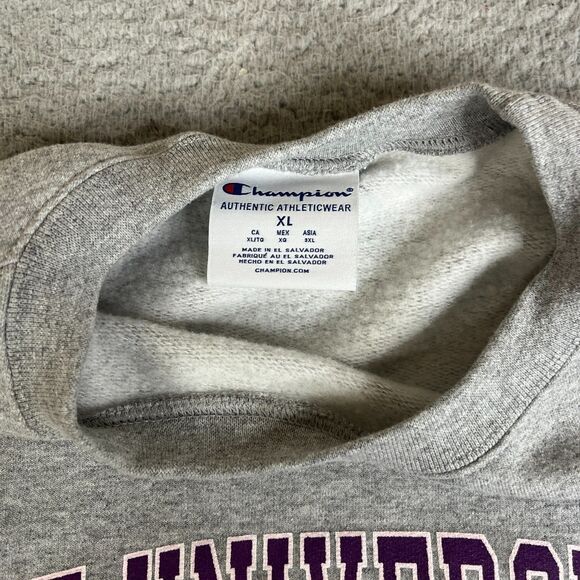 Champion®
AUTHENTIC ATHLETICWEAR
XL
CA MEX ASIA
XL/TG XG 3XL
MADE IN EL SALVADOR
FABRIQUÉ AU EL SALVADOR
HECHO EN EL SALVADOR
CHAMPION.COM